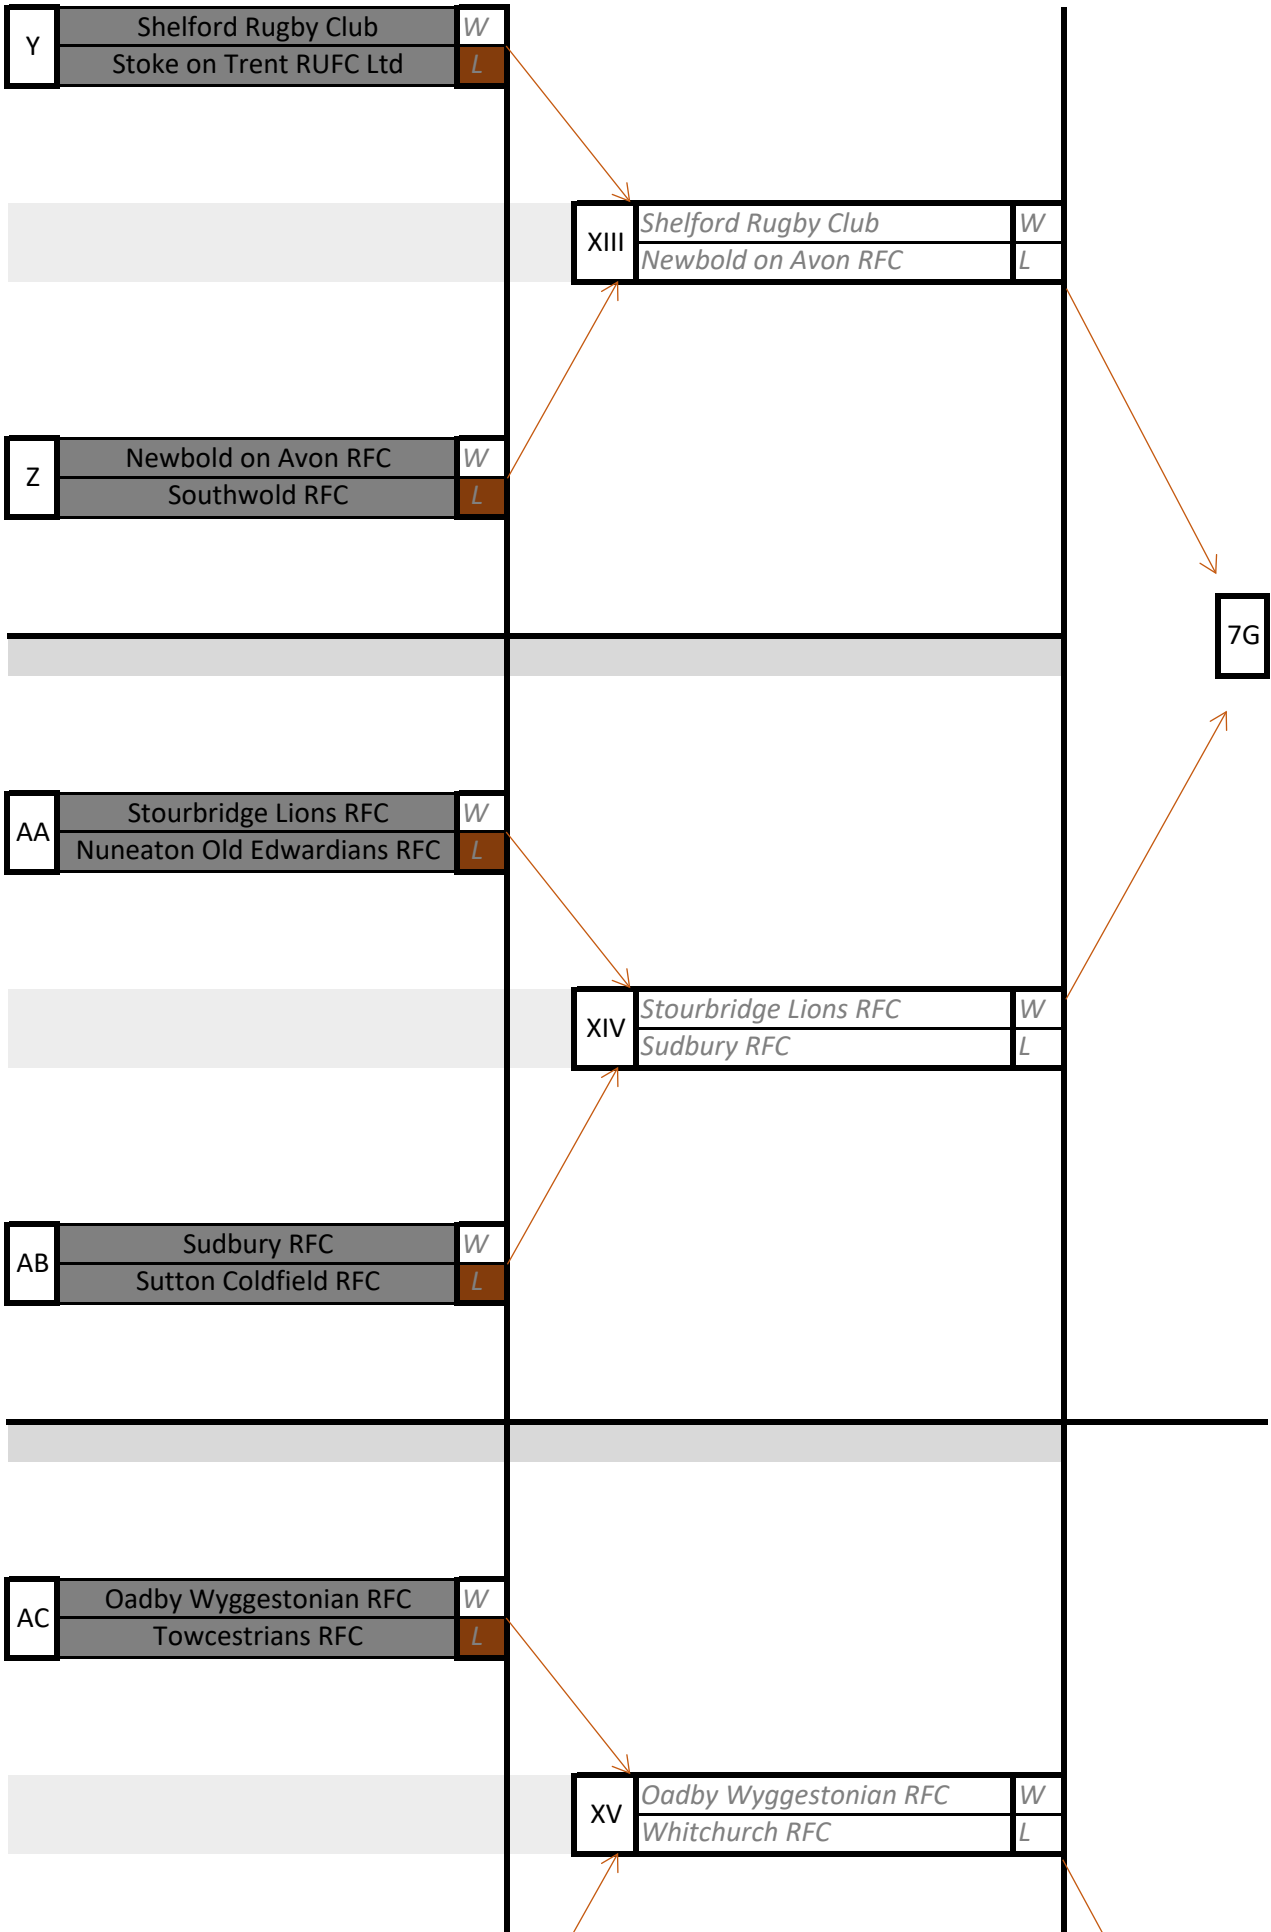 Y
Shelford Rugby Club W
Stoke on Trent RUFC Ltd L
XIII
Shelford Rugby Club W
Newbold on Avon RFC L
Z
Newbold on Avon RFC W
Southwold RFC L
7G
AA
Stourbridge Lions RFC W
Nuneaton Old Edwardians RFC L
XIV
Stourbridge Lions RFC W
Sudbury RFC L
AB
Sudbury RFC W
Sutton Coldfield RFC L
AC
Oadby Wyggestonian RFC W
Towcestrians RFC L
XV
Oadby Wyggestonian RFC W
Whitchurch RFC L